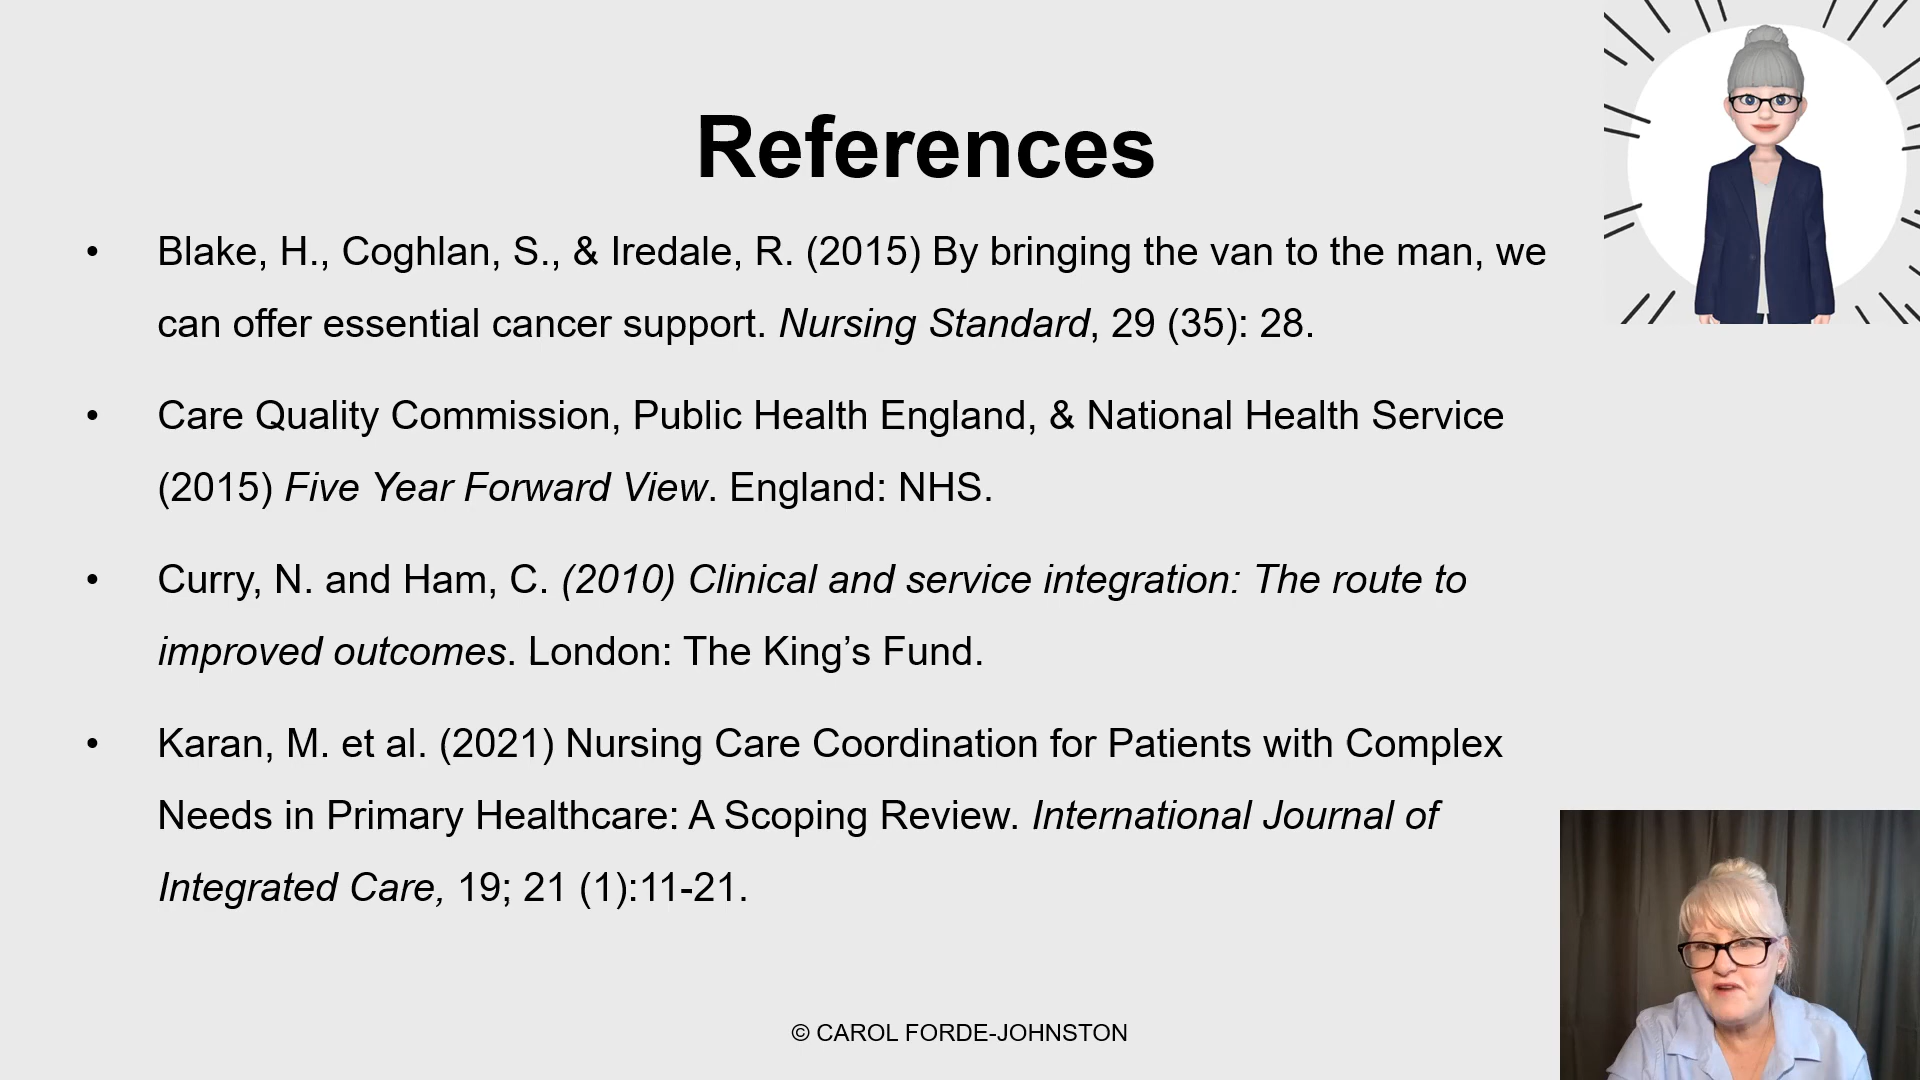 References
• Blake, H., Coghlan, S., & Iredale, R. (2015) By bringing the van to the man, we
can offer essential cancer support. Nursing Standard, 29 (35): 28.
• Care Quality Commission, Public Health England, & National Health Service
(2015) Five Year Forward View. England: NHS.
• Curry, N. and Ham, C. (2010) Clinical and service integration: The route to
improved outcomes. London: The King’s Fund.
• Karan, M. et al. (2021) Nursing Care Coordination for Patients with Complex
Needs in Primary Healthcare: A Scoping Review. International Journal of
Integrated Care, 19; 21 (1):11-21.
© CAROL FORDE-JOHNSTON